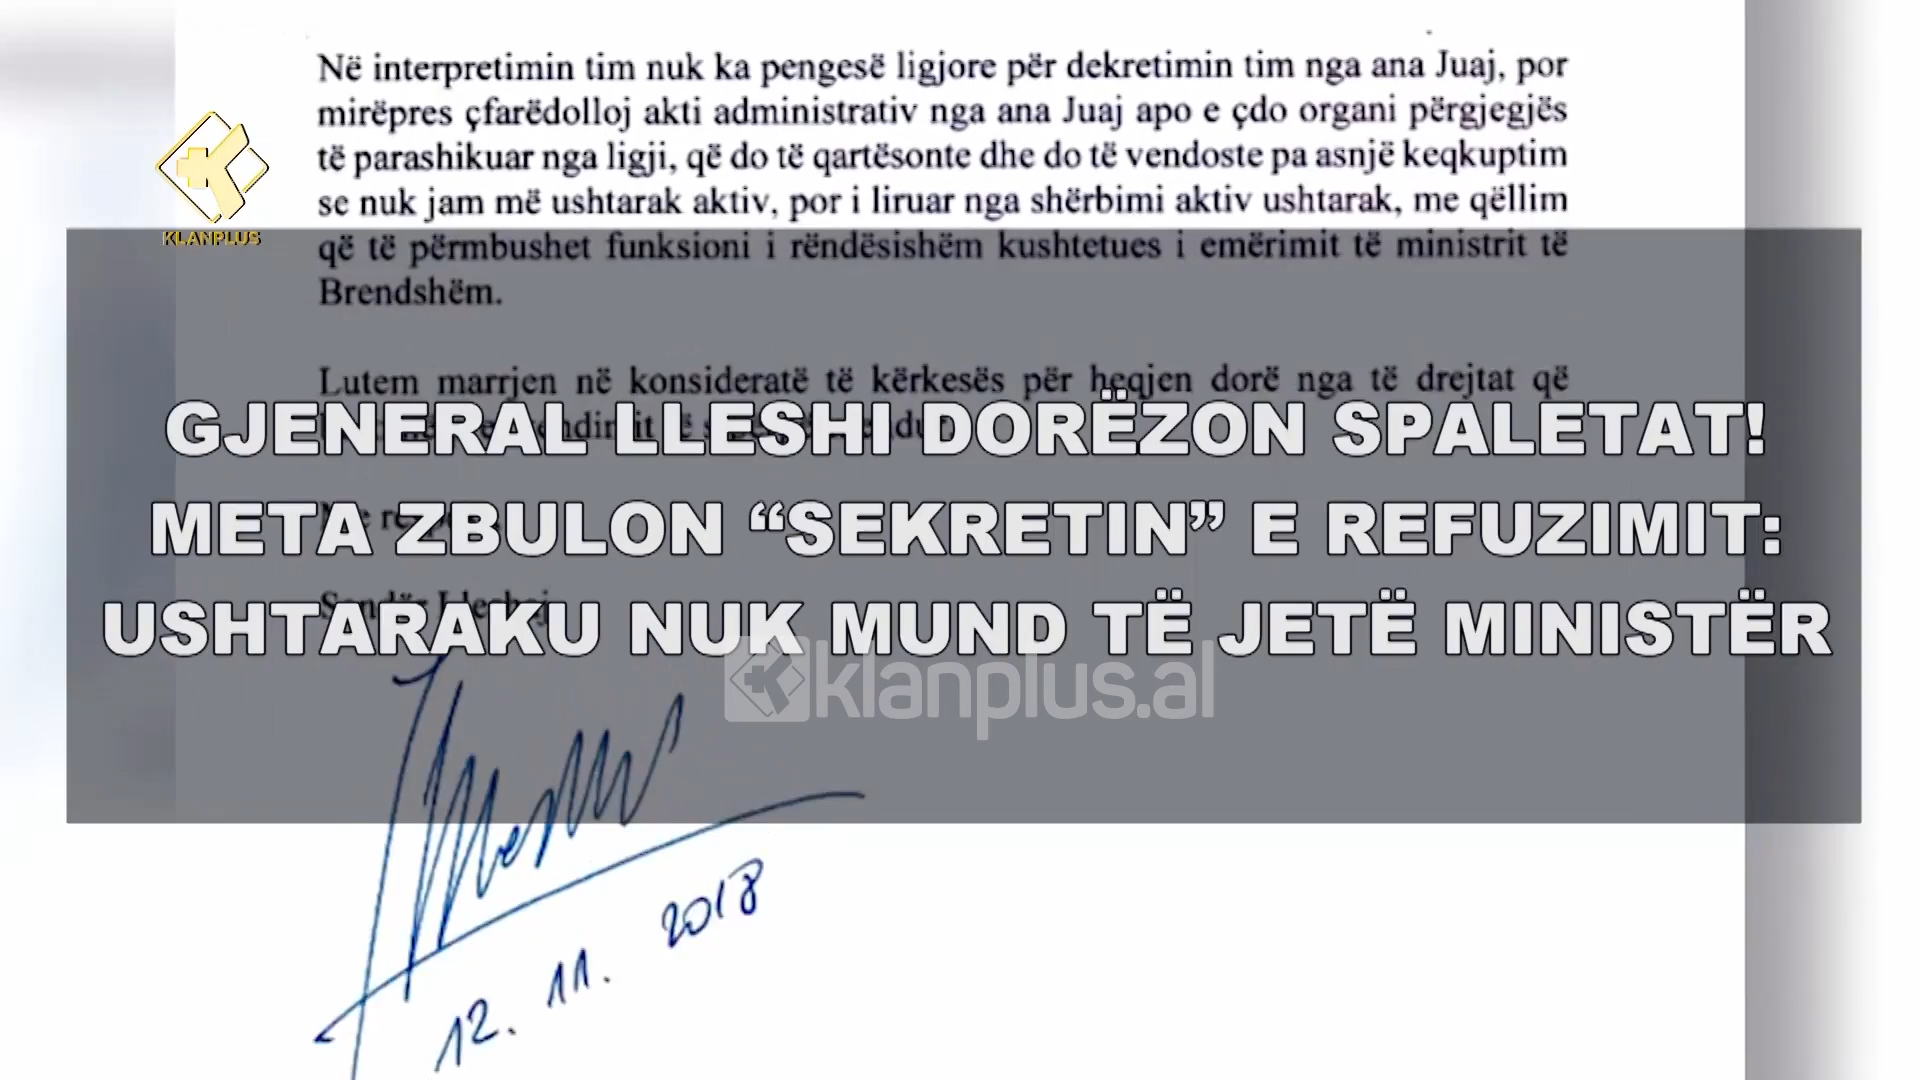 Në interpretimin tim nuk ka pengesë ligjore për dekretimin tim nga ana Juaj, por
mirëpres çfarëdolloj akti administrativ nga ana Juaj apo e çdo organi përgjegjës
të parashikuar nga ligji, që do të qartësonte dhe do të vendoste pa asnjë keqkuptim
se nuk jam më ushtarak aktiv, por i liruar nga shërbimi aktiv ushtarak, me qëllim
KLANPLUS
që të përmbushet funksioni i rëndësishëm kushtetues i emërimit të ministrit të
Brendshëm.
Lutem marrjen në konsideratë të kërkesës për heqjen dorë nga të drejtat që
GJENERAL LLESHI DORËZON SPALETAT!
META ZBULON “SEKRETIN” E REFUZIMIT:
USHTARAKU NUK MUND TË JETË MINISTËR
klanplus.al
12. 11. 2018